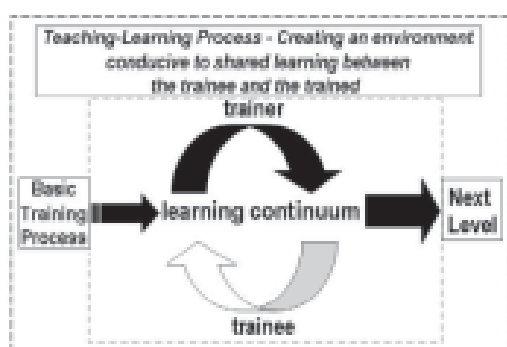 Teaching-Learning Process - Creating an environment
conducive to shared learning between
the trainee and the trained
trainer
Basic
Training
Process
learning continuum
Next
Level
trainee